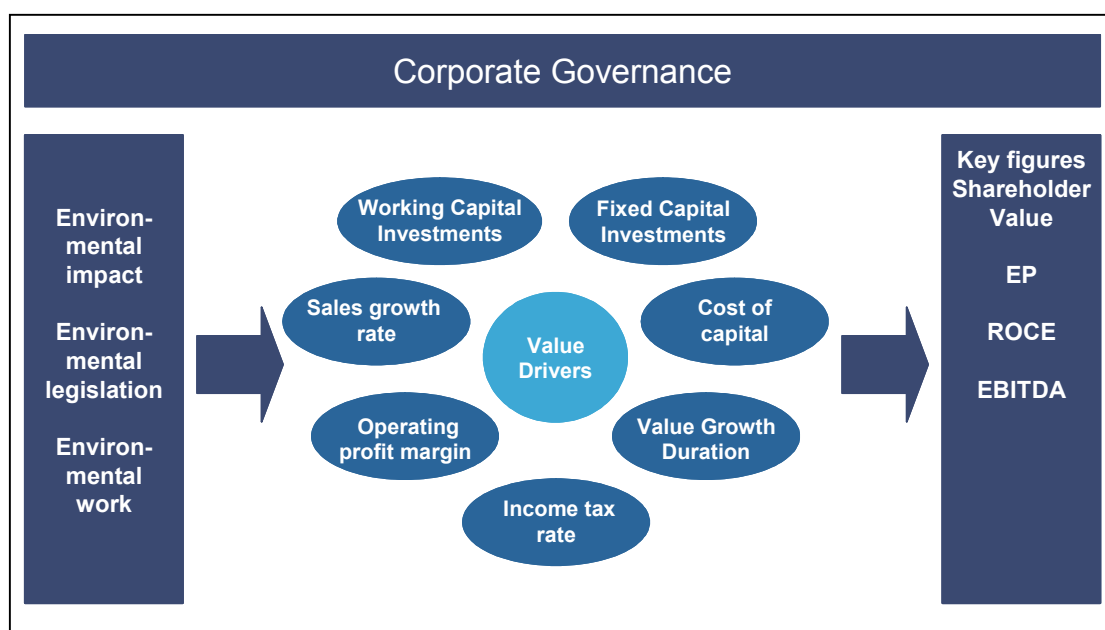 Corporate Governance
Environ-
mental
impact
Environ-
mental
legislation
Environ-
mental
work
Working Capital
Investments
Fixed Capital
Investments
Sales growth
rate
Cost of
capital
Value
Drivers
Operating
profit margin
Value Growth
Duration
Income tax
rate
Key figures
Shareholder
Value
EP
ROCE
EBITDA